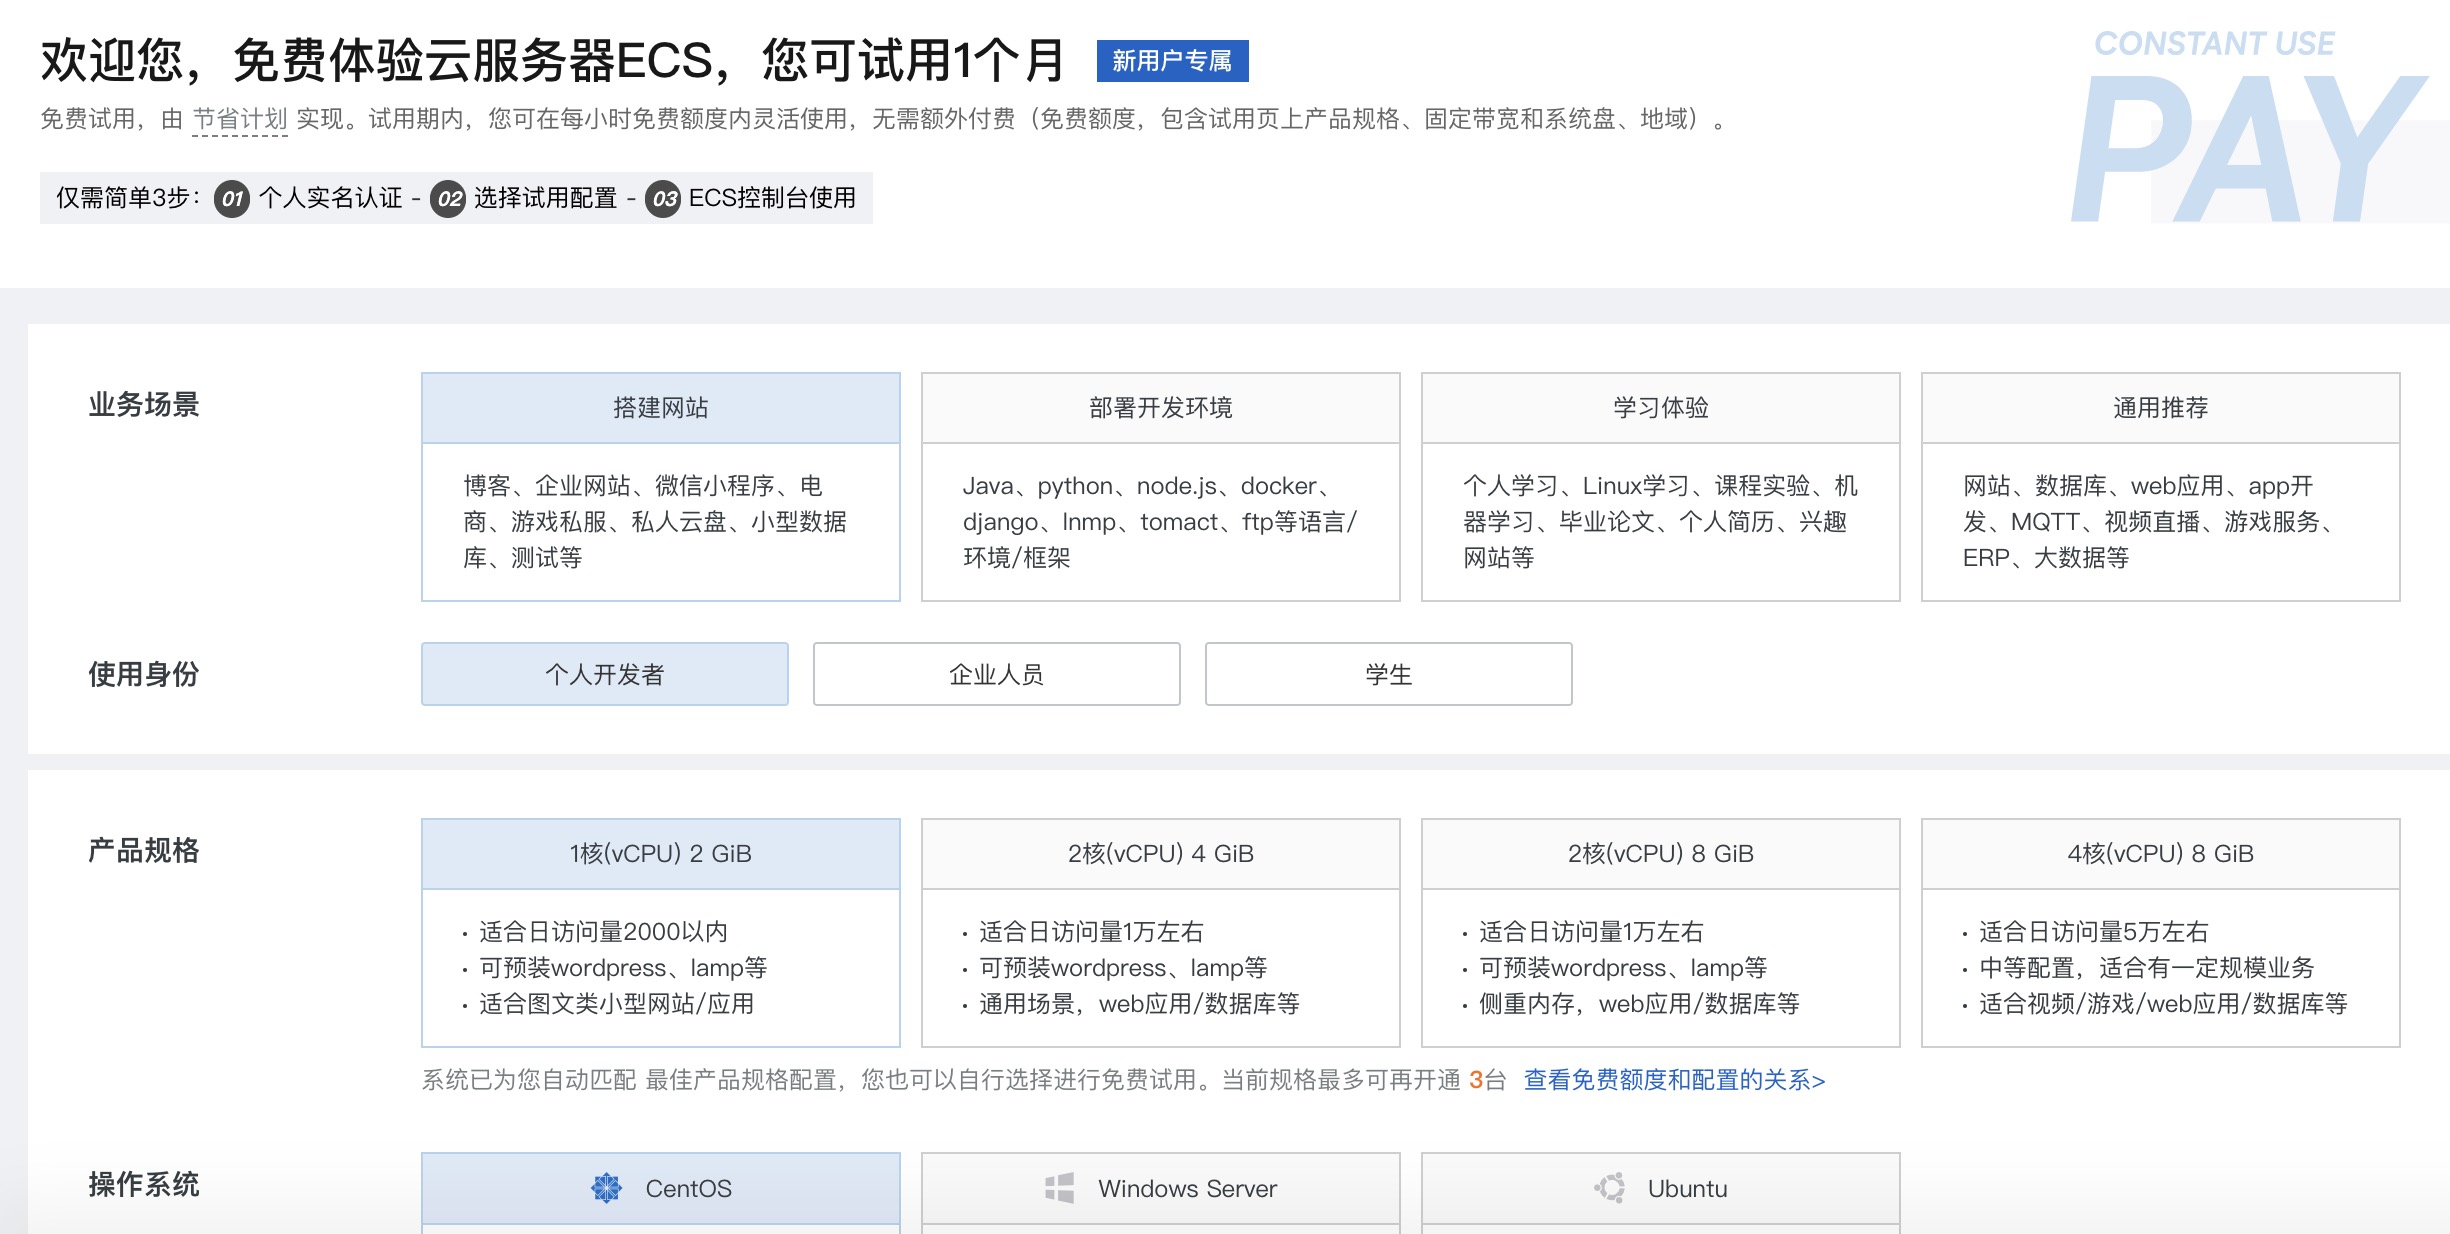 欢迎您，免费体验云服务器ECS，您可试用1个月 新用户专属
CONSTANT USE
PAY
免费试用，由 节省计划 实现。试用期内，您可在每小时免费额度内灵活使用，无需额外付费（免费额度，包含试用页上产品规格、固定带宽和系统盘、地域）。
仅需简单3步：01 个人实名认证 - 02 选择试用配置 - 03 ECS控制台使用
业务场景
搭建网站
博客、企业网站、微信小程序、电
商、游戏私服、私人云盘、小型数据
库、测试等
部署开发环境
Java、python、node.js、docker、
django、lnmp、tomact、ftp等语言/
环境/框架
学习体验
个人学习、Linux学习、课程实验、机
器学习、毕业论文、个人简历、兴趣
网站等
通用推荐
网站、数据库、web应用、app开
发、MQTT、视频直播、游戏服务、
ERP、大数据等
使用身份
个人开发者
企业人员
学生
产品规格
1核(vCPU) 2 GiB
· 适合日访问量2000以内
· 可预装wordpress、lamp等
· 适合图文类小型网站/应用
2核(vCPU) 4 GiB
· 适合日访问量1万左右
· 可预装wordpress、lamp等
· 通用场景，web应用/数据库等
2核(vCPU) 8 GiB
· 适合日访问量1万左右
· 可预装wordpress、lamp等
· 侧重内存，web应用/数据库等
4核(vCPU) 8 GiB
· 适合日访问量5万左右
· 中等配置，适合有一定规模业务
· 适合视频/游戏/web应用/数据库等
系统已为您自动匹配 最佳产品规格配置，您也可以自行选择进行免费试用。当前规格最多可再开通 3台 查看免费额度和配置的关系>
操作系统
CentOS
Windows Server
Ubuntu